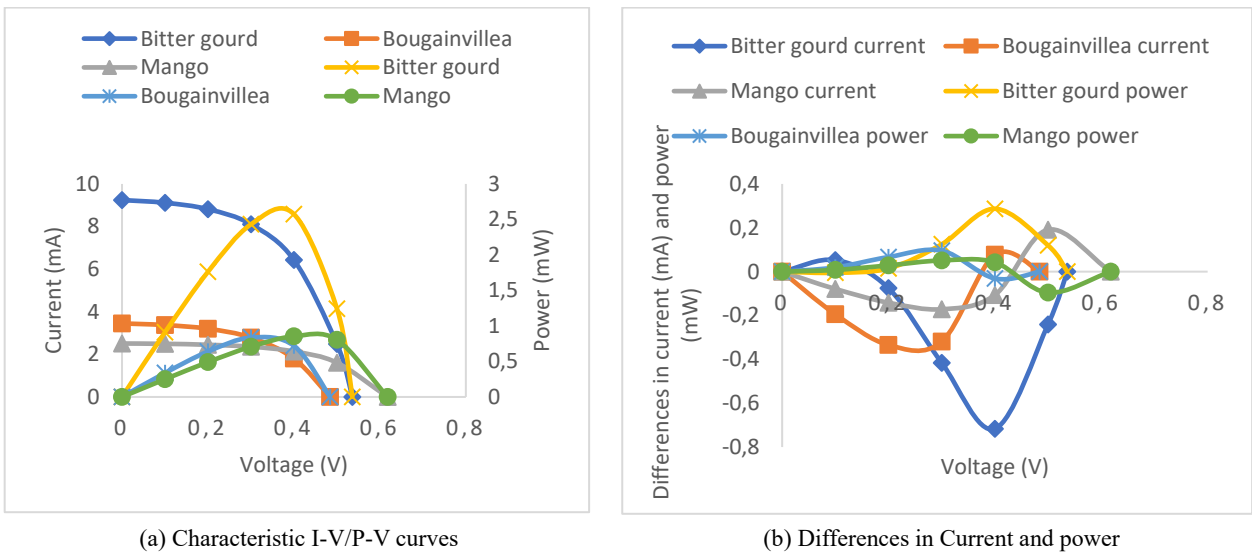 Bitter gourd
Bougainvillea
Mango
Bitter gourd
Bougainvillea
Mango
10
8
6
4
2
0
Current (mA)
3
2,5
2
1,5
1
0,5
0
Power (mW)
0
0,2
0,4
0,6
0,8
Voltage (V)
(a) Characteristic I-V/P-V curves
Bitter gourd current
Bougainvillea current
Mango current
Bitter gourd power
Bougainvillea power
Mango power
Differences in current (mA) and power
(mW)
0,4
0,2
0
-0,2
-0,4
-0,6
-0,8
0
0,2
0,4
0,6
0,8
Voltage (V)
(b) Differences in Current and power